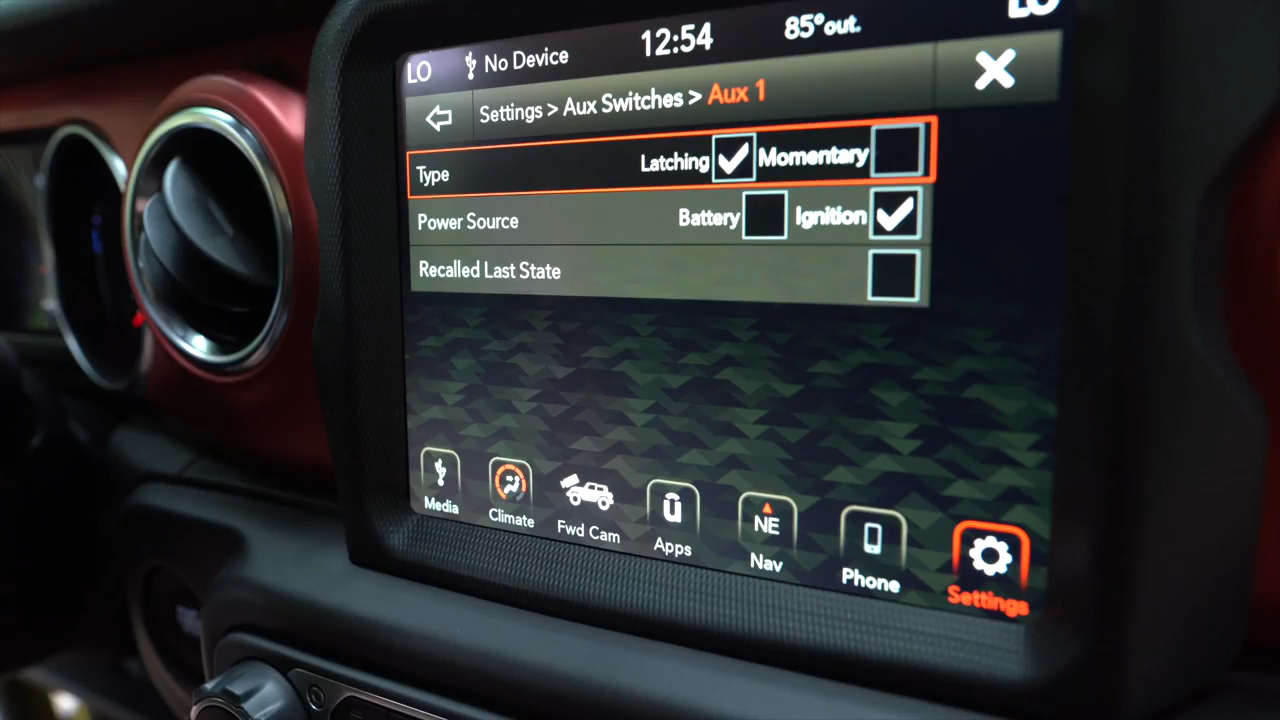 LO No Device 12:54 85° out. LO
Settings > Aux Switches > Aux 1
Type Latching Momentary
Power Source Battery Ignition
Recalled Last State
Media Climate Fwd Cam Apps NE Nav Phone Settings